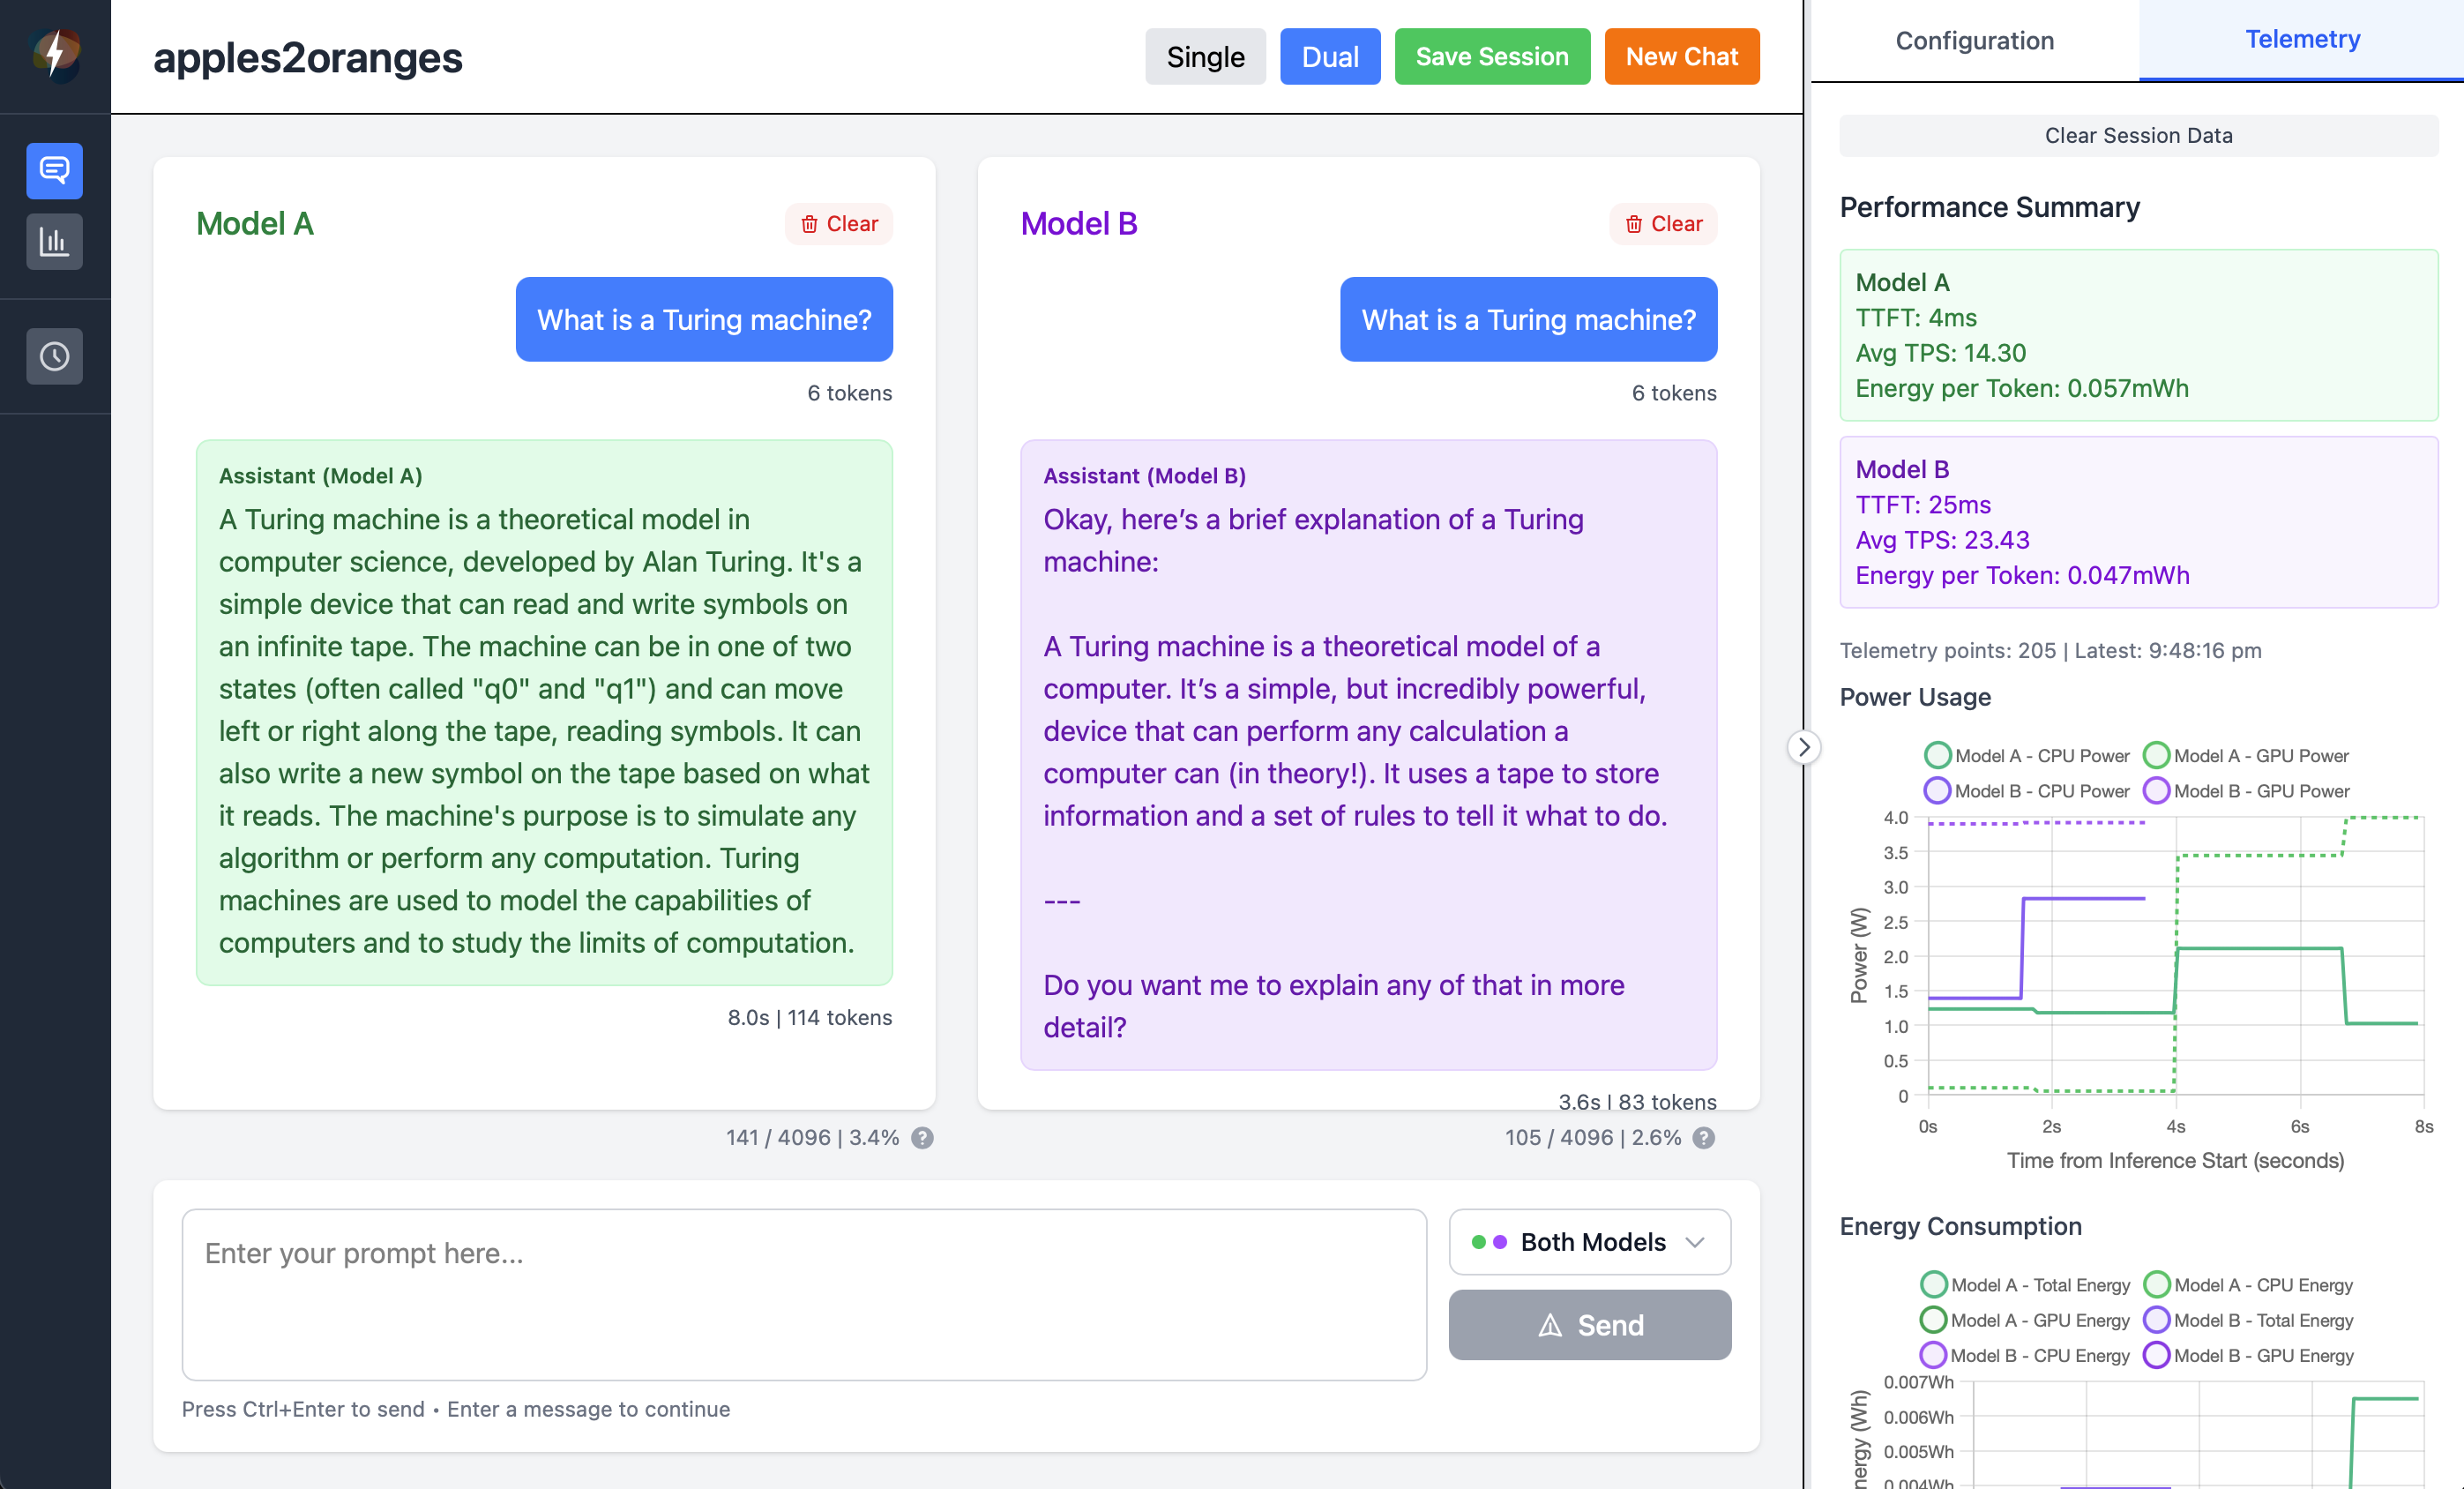 apples2oranges
Single
Dual
Save Session
New Chat
Model A
Clear
What is a Turing machine?
6 tokens
Assistant (Model A)
A Turing machine is a theoretical model in
computer science, developed by Alan Turing. It's a
simple device that can read and write symbols on
an infinite tape. The machine can be in one of two
states (often called "q0" and "q1") and can move
left or right along the tape, reading symbols. It can
also write a new symbol on the tape based on what
it reads. The machine's purpose is to simulate any
algorithm or perform any computation. Turing
machines are used to model the capabilities of
computers and to study the limits of computation.
8.0s | 114 tokens
141 / 4096 | 3.4% ?
Model B
Clear
What is a Turing machine?
6 tokens
Assistant (Model B)
Okay, here’s a brief explanation of a Turing
machine:
A Turing machine is a theoretical model of a
computer. It’s a simple, but incredibly powerful,
device that can perform any calculation a
computer can (in theory!). It uses a tape to store
information and a set of rules to tell it what to do.
---
Do you want me to explain any of that in more
detail?
3.6s | 83 tokens
105 / 4096 | 2.6% ?
Enter your prompt here...
Both Models
Send
Press Ctrl+Enter to send • Enter a message to continue
Configuration
Telemetry
Clear Session Data
Performance Summary
Model A
TTFT: 4ms
Avg TPS: 14.30
Energy per Token: 0.057mWh
Model B
TTFT: 25ms
Avg TPS: 23.43
Energy per Token: 0.047mWh
Telemetry points: 205 | Latest: 9:48:16 pm
Power Usage
Model A - CPU Power
Model A - GPU Power
Model B - CPU Power
Model B - GPU Power
Power (W)
4.0
3.5
3.0
2.5
2.0
1.5
1.0
0.5
0
0s
2s
4s
6s
8s
Time from Inference Start (seconds)
Energy Consumption
Model A - Total Energy
Model A - CPU Energy
Model A - GPU Energy
Model B - Total Energy
Model B - CPU Energy
Model B - GPU Energy
nergy (Wh)
0.007Wh
0.006Wh
0.005Wh
0.004Wh